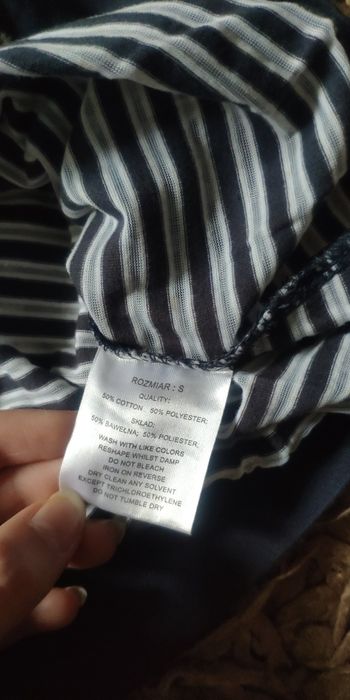 ROZMIAR : S
QUALITY:
50% COTTON 50% POLYESTER;
SKŁAD:
50% BAWEŁNA; 50% POLIESTER;
WASH WITH LIKE COLORS
RESHAPE WHILST DAMP
DO NOT BLEACH
IRON ON REVERSE
DRY CLEAN ANY SOLVENT
EXCEPT TRICHLOROETHYLENE
DO NOT TUMBLE DRY